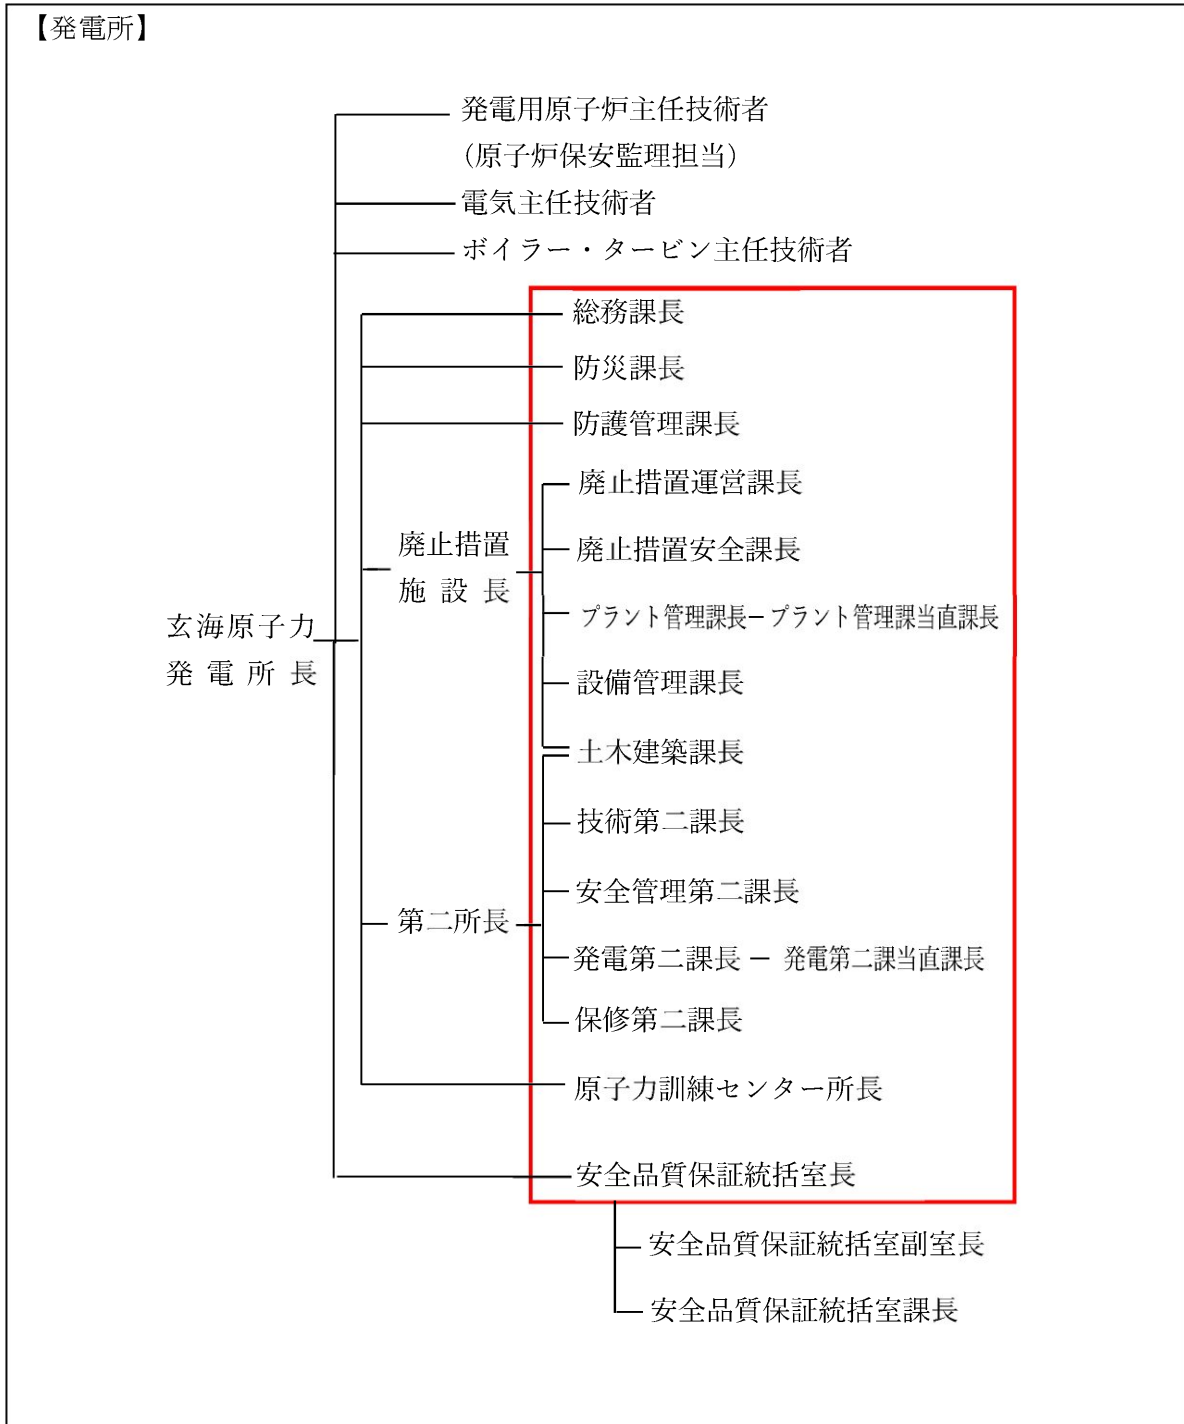 【発電所】
発電用原子炉主任技術者
(原子炉保安監理担当)
電気主任技術者
ボイラー・タービン主任技術者
総務課長
防災課長
防護管理課長
廃止措置運営課長
廃止措置
施設長
廃止措置安全課長
プラント管理課長－プラント管理課当直課長
玄海原子力
発電所長
設備管理課長
土木建築課長
技術第二課長
安全管理第二課長
第二所長
発電第二課長 － 発電第二課当直課長
保修第二課長
原子力訓練センター所長
安全品質保証統括室長
安全品質保証統括室副室長
安全品質保証統括室課長